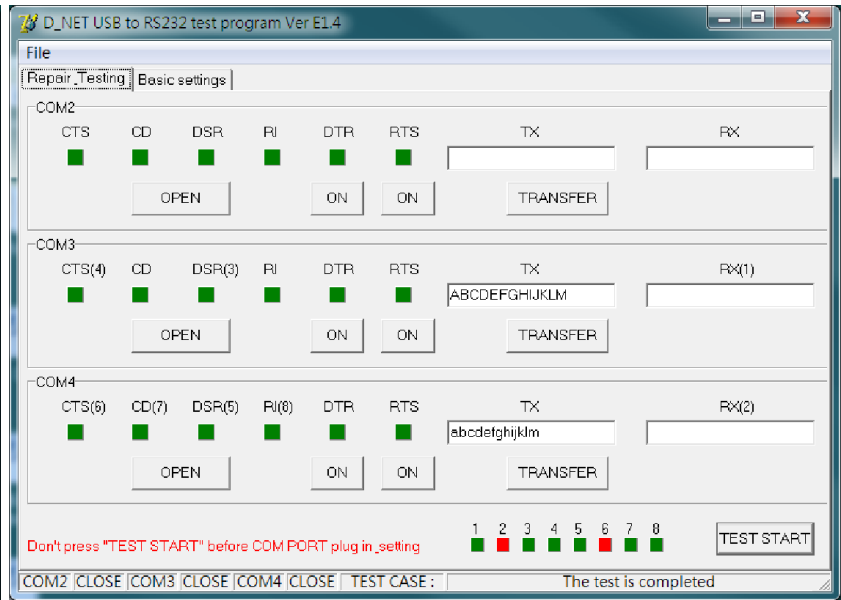 D_NET USB to RS232 test program Ver E1.4
File
Repair_Testing Basic settings
COM2
CTS CD DSR RI DTR RTS TX RX
OPEN ON ON TRANSFER
COM3
CTS(4) CD DSR(3) RI DTR RTS TX RX(1)
ABCDEFGHIJKLM
OPEN ON ON TRANSFER
COM4
CTS(6) CD(7) DSR(5) RI(8) DTR RTS TX RX(2)
abcdefghijklm
OPEN ON ON TRANSFER
1 2 3 4 5 6 7 8
Don't press "TEST START" before COM PORT plug in_setting TEST START
COM2 CLOSE COM3 CLOSE COM4 CLOSE TEST CASE : The test is completed